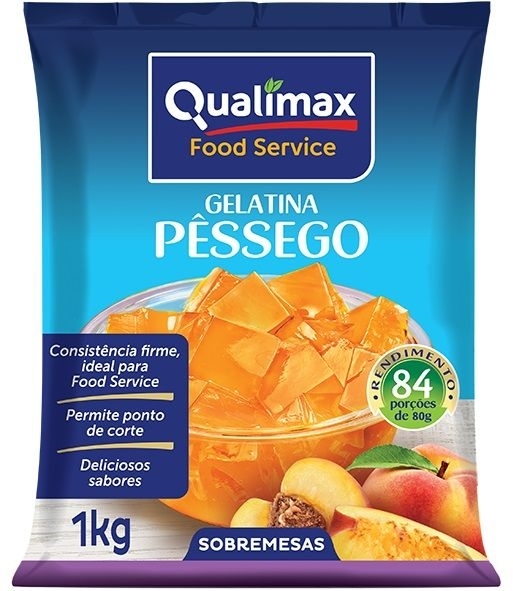 Qualimax
Food Service
GELATINA
PÊSSEGO
Consistência firme,
ideal para
Food Service
Permite ponto
de corte
Deliciosos
sabores
RENDIMENTO
84
porções
de 80g
1kg
SOBREMESAS